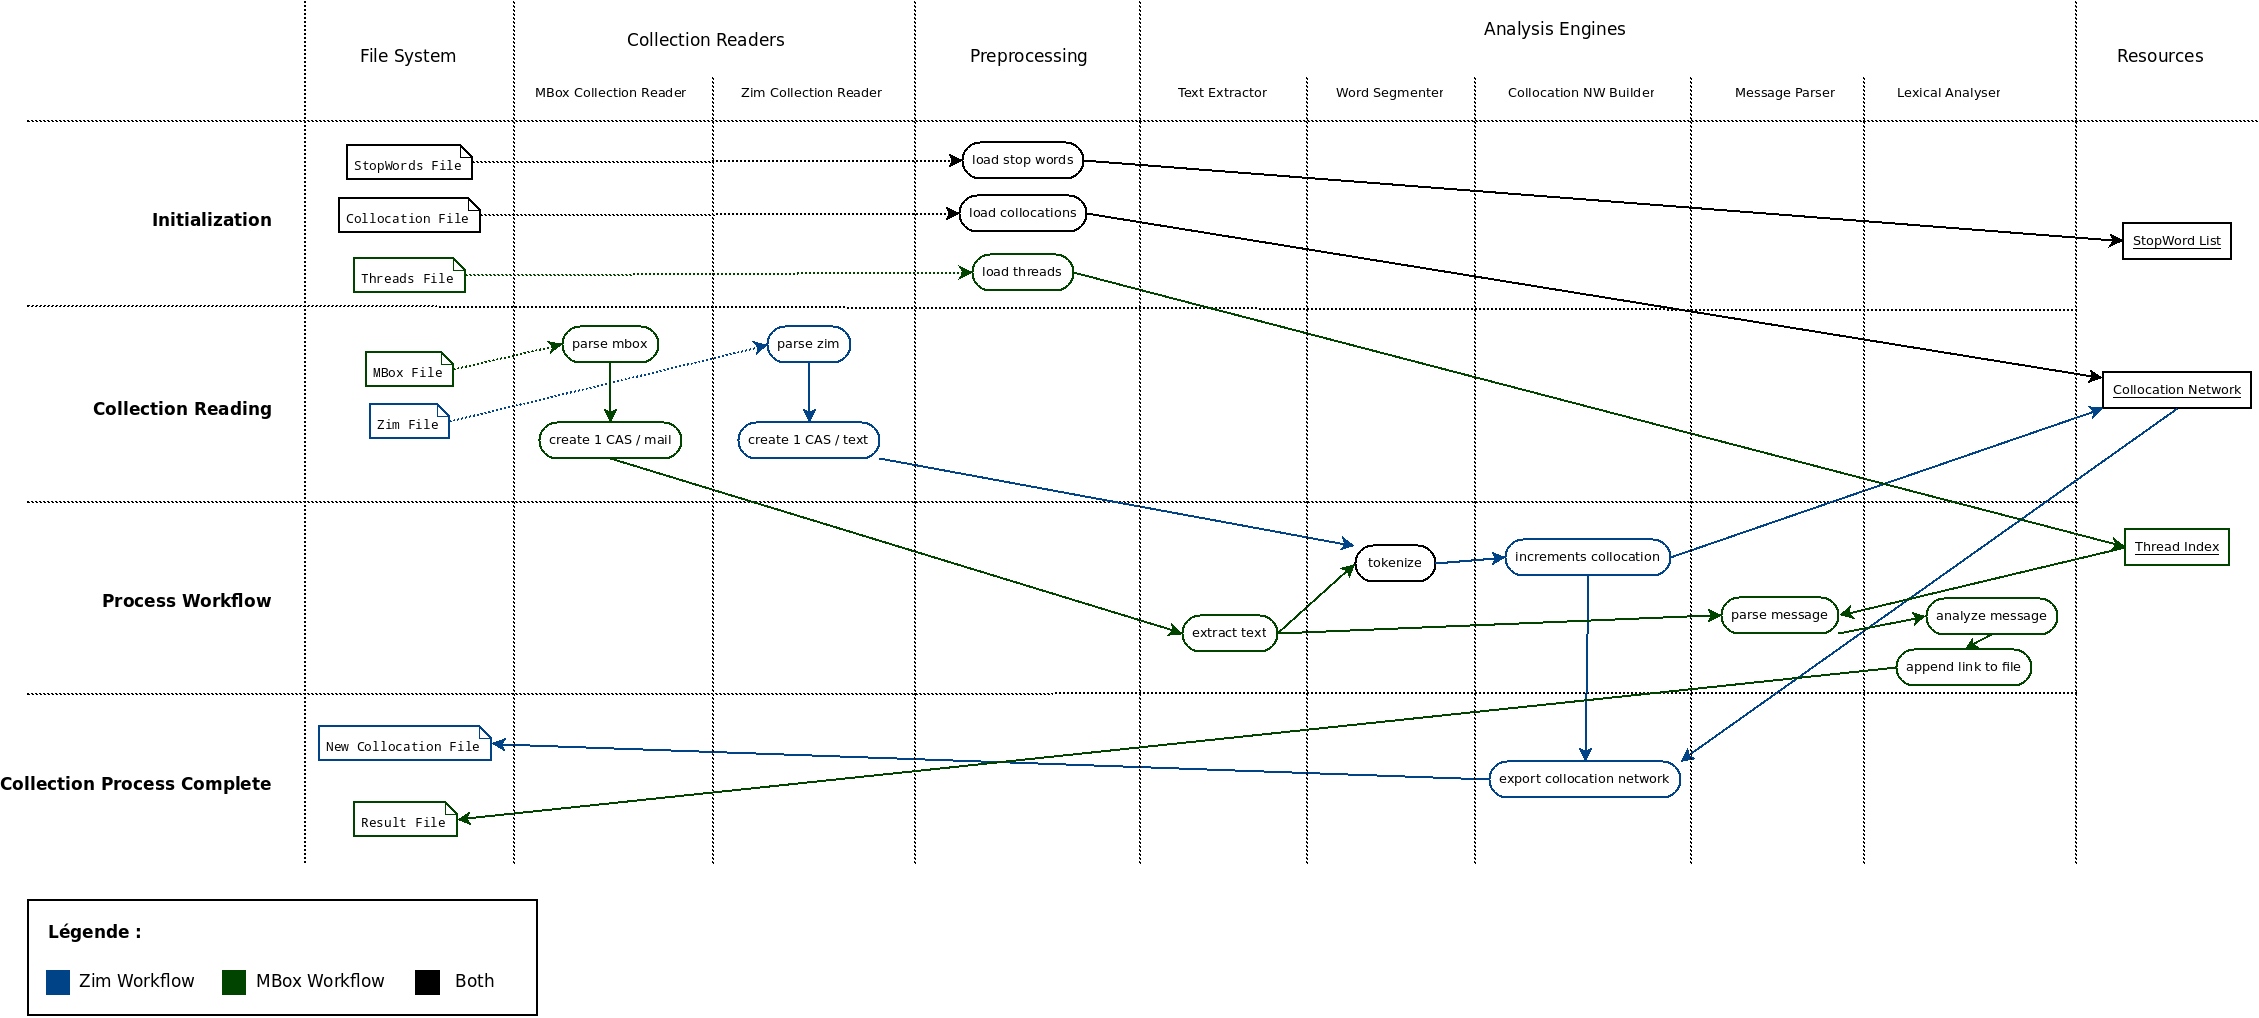 File System
Collection Readers
Preprocessing
Analysis Engines
Resources
MBox Collection Reader
Zim Collection Reader
Text Extractor
Word Segmenter
Collocation NW Builder
Message Parser
Lexical Analyser
Initialization
StopWords File
load stop words
Collocation File
load collocations
StopWord List
Threads File
load threads
Collection Reading
MBox File
parse mbox
parse zim
Collocation Network
Zim File
create 1 CAS / mail
create 1 CAS / text
Process Workflow
tokenize
increments collocation
Thread Index
extract text
parse message
analyze message
append link to file
Collection Process Complete
New Collocation File
export collocation network
Result File
Légende :
Zim Workflow
MBox Workflow
Both